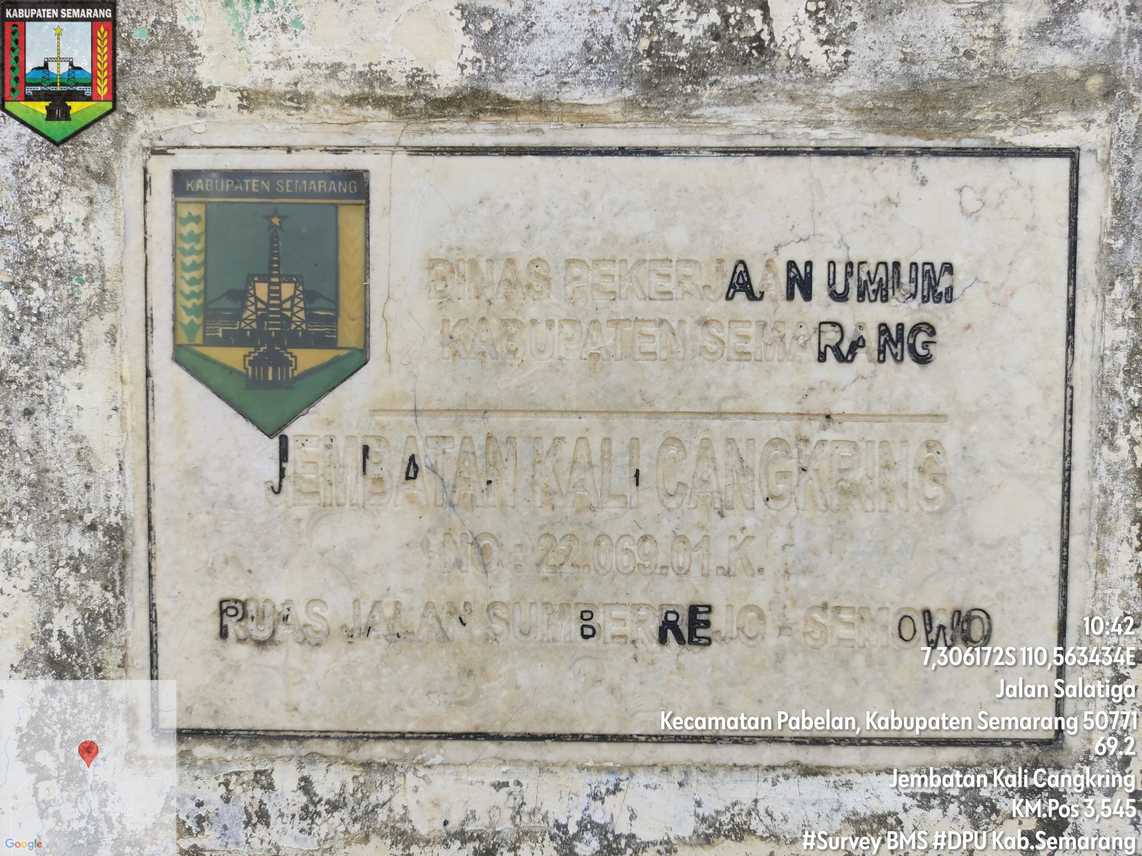 KABUPATEN SEMARANG
KABUPATEN SEMARANG
DINAS PEKERJAAN UMUM
KABUPATEN SEMARANG
JEMBATAN KALI CANGKRING
NO : 22.069.01.K.
RUAS JALAN SUMBERREJO - SEMOWO
10:42
7,306172S 110,563434E
Jalan Salatiga
Kecamatan Pabelan, Kabupaten Semarang 50771
69.2
Jembatan Kali Cangkring
KM.Pos 3,545
#Survey BMS #DPU Kab.Semarang
Google